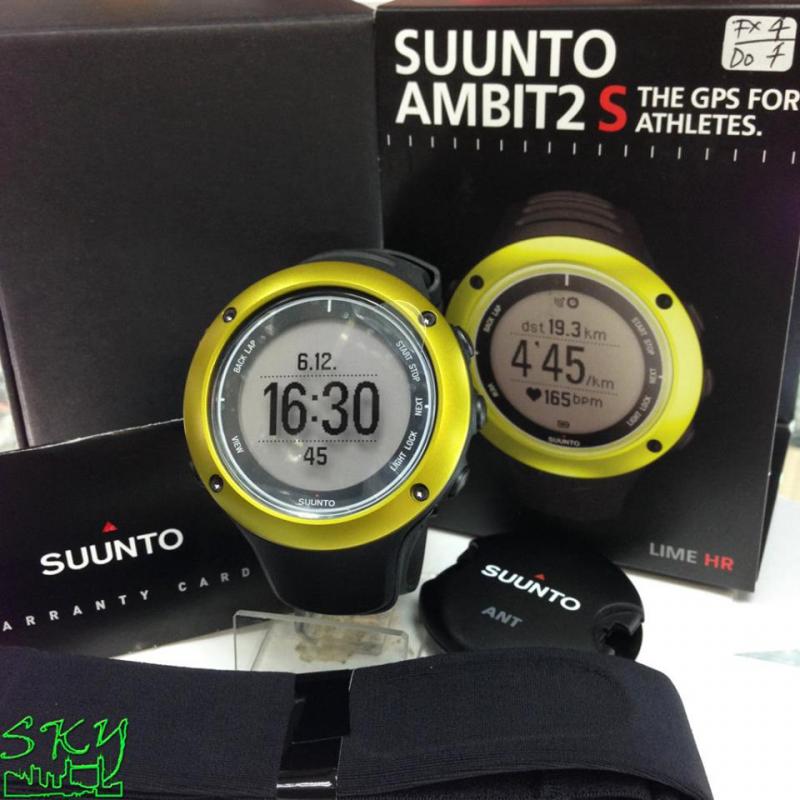 SUUNTO
AMBIT2 S THE GPS FOR
ATHLETES.
FX 4
Do 7
6.12.
16:30
45
BACK LAP
START STOP
NEXT
LIGHT LOCK
VIEW
SUUNTO
dst 19.3 km
4'45 /km
165 bpm
BACK LAP
START STOP
NEXT
LIGHT LOCK
SUUNTO
LIME HR
SUUNTO
ARRANTY CARD
SUUNTO
ANT
SKY